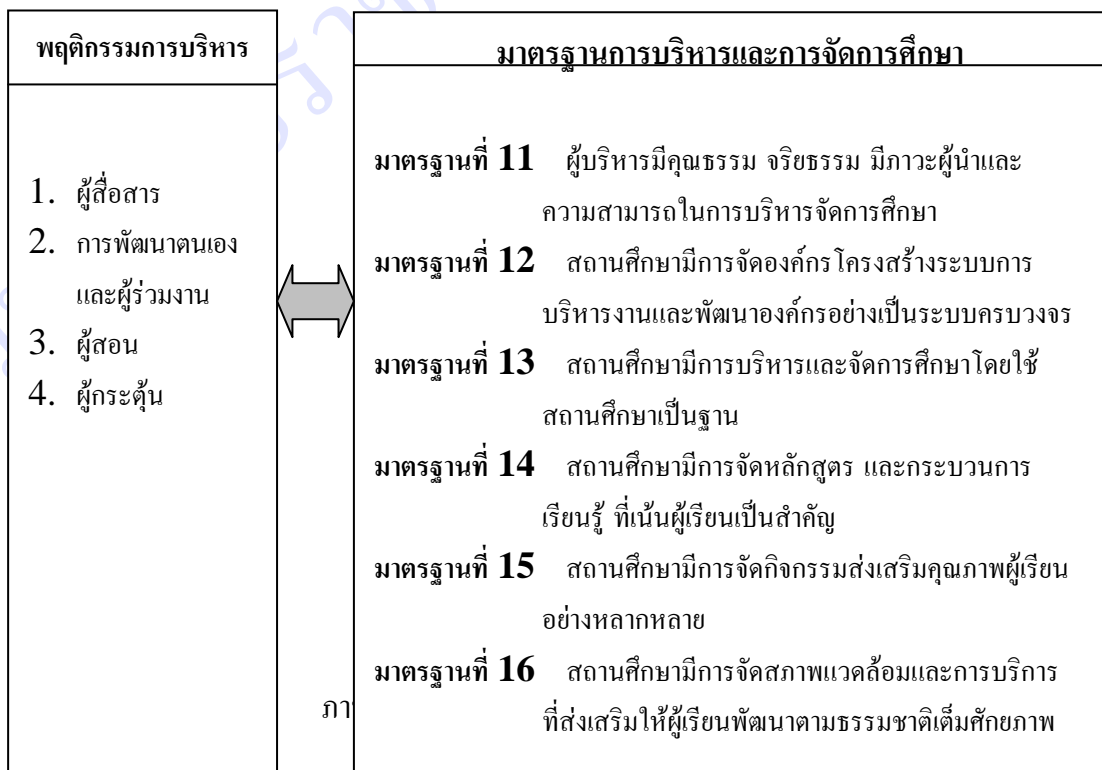 พฤติกรรมการบริหาร
1. ผู้สื่อสาร
2. การพัฒนาตนเอง
และผู้ร่วมงาน
3. ผู้สอน
4. ผู้กระตุ้น
มาตรฐานการบริหารและการจัดการศึกษา
มาตรฐานที่ 11 ผู้บริหารมีคุณธรรม จริยธรรม มีภาวะผู้นำและ
ความสามารถในการบริหารจัดการศึกษา
มาตรฐานที่ 12 สถานศึกษามีการจัดองค์กรโครงสร้างระบบการ
บริหารงานและพัฒนาองค์กรอย่างเป็นระบบครบวงจร
มาตรฐานที่ 13 สถานศึกษามีการบริหารและจัดการศึกษาโดยใช้
สถานศึกษาเป็นฐาน
มาตรฐานที่ 14 สถานศึกษามีการจัดหลักสูตร และกระบวนการ
เรียนรู้ ที่เน้นผู้เรียนเป็นสำคัญ
มาตรฐานที่ 15 สถานศึกษามีการจัดกิจกรรมส่งเสริมคุณภาพผู้เรียน
อย่างหลากหลาย
มาตรฐานที่ 16 สถานศึกษามีการจัดสภาพแวดล้อมและการบริการ
ที่ส่งเสริมให้ผู้เรียนพัฒนาตามธรรมชาติเต็มศักยภาพ